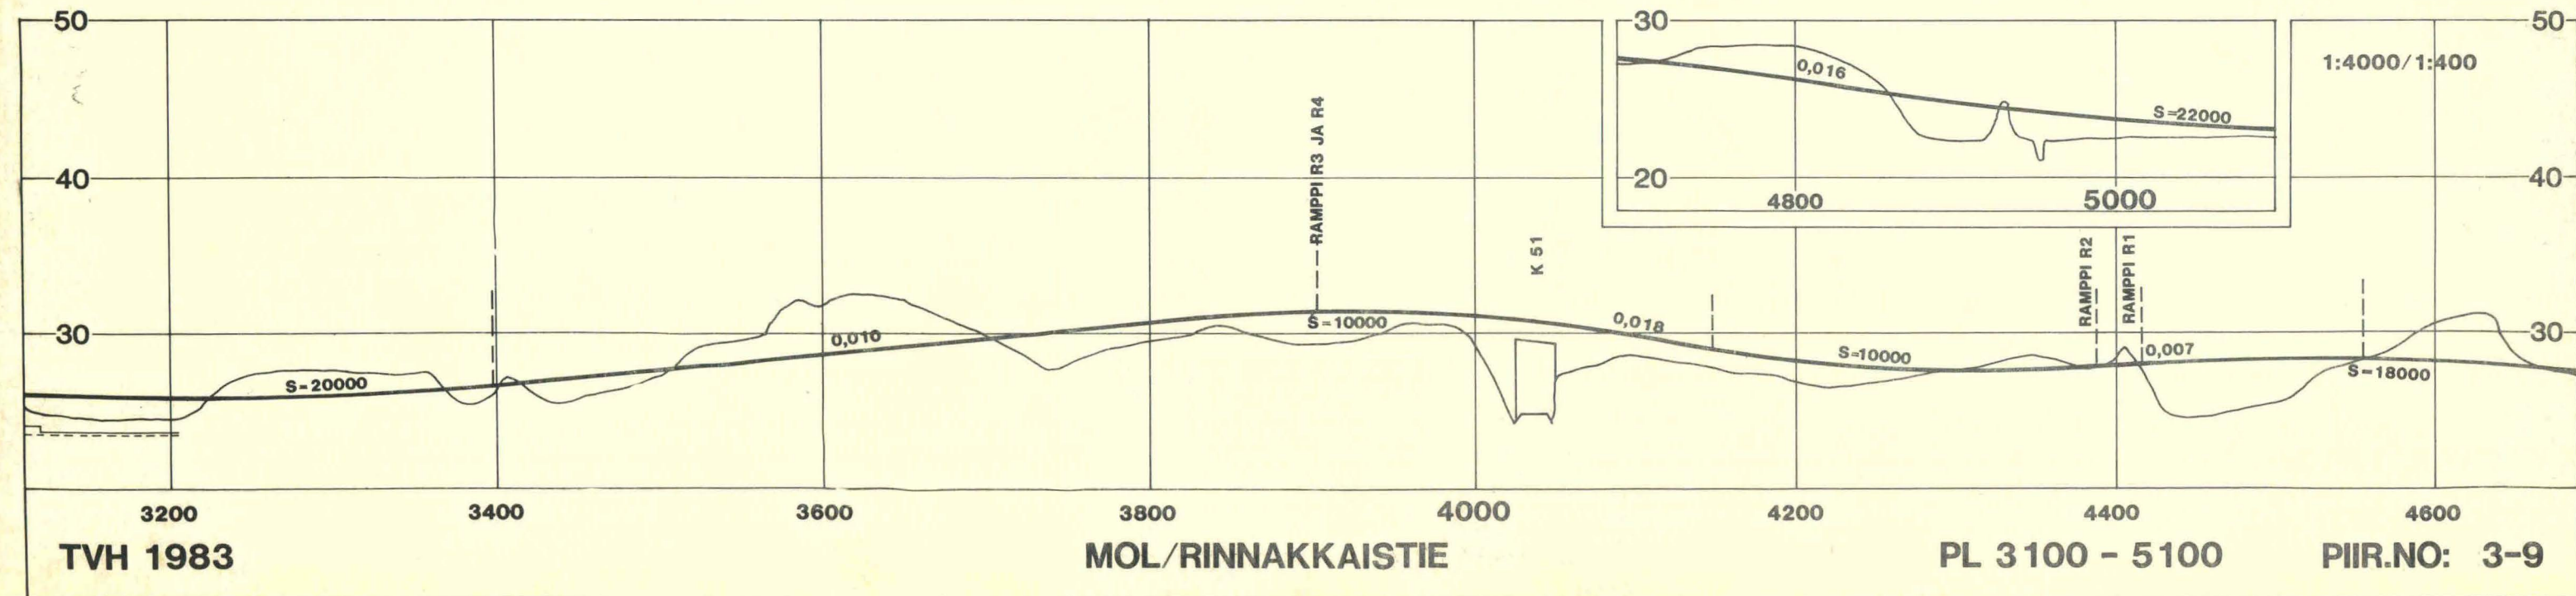 50
30
50
1:4000/1:400
0,016
S=22000
RAMPPI R3 JA R4
40
20
40
4800
5000
K 51
RAMPPI R2
RAMPPI R1
30
0,010
S=10000
0,018
S=10000
0,007
30
S=20000
S=18000
3200
3400
3600
3800
4000
4200
4400
4600
TVH 1983
MOL/RINNAKKAISTIE
PL 3100 - 5100
PIIR.NO: 3-9